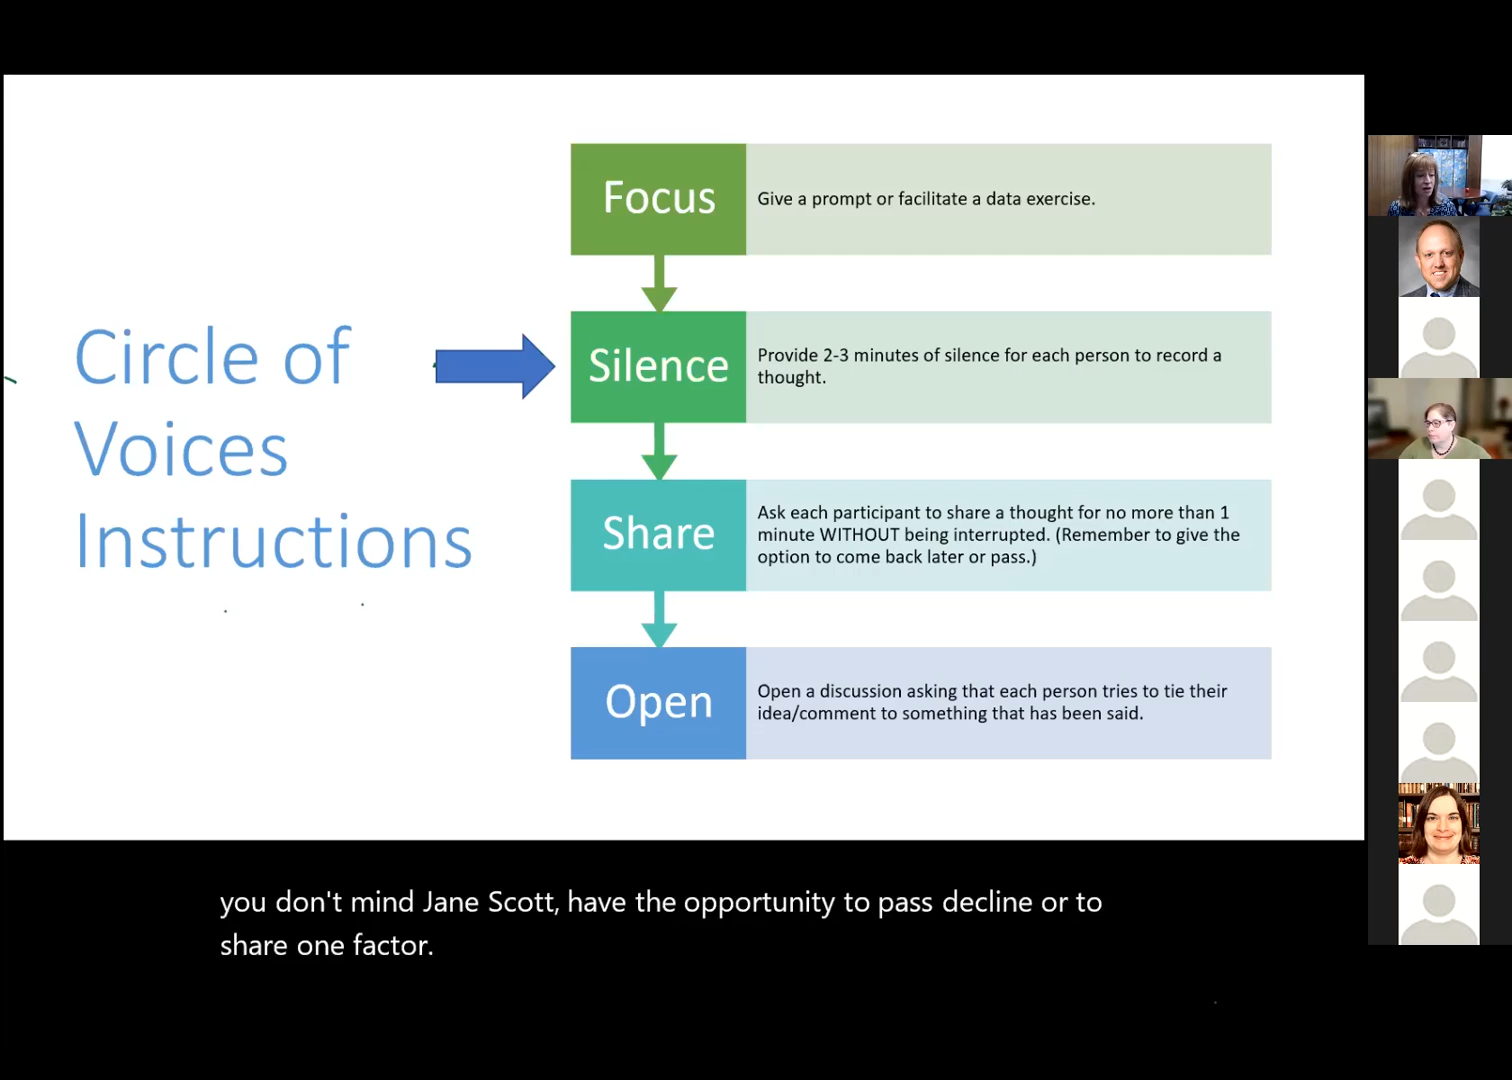 Circle of
Voices
Instructions
Focus
Give a prompt or facilitate a data exercise.
Silence
Provide 2-3 minutes of silence for each person to record a
thought.
Share
Ask each participant to share a thought for no more than 1
minute WITHOUT being interrupted. (Remember to give the
option to come back later or pass.)
Open
Open a discussion asking that each person tries to tie their
idea/comment to something that has been said.
you don't mind Jane Scott, have the opportunity to pass decline or to
share one factor.